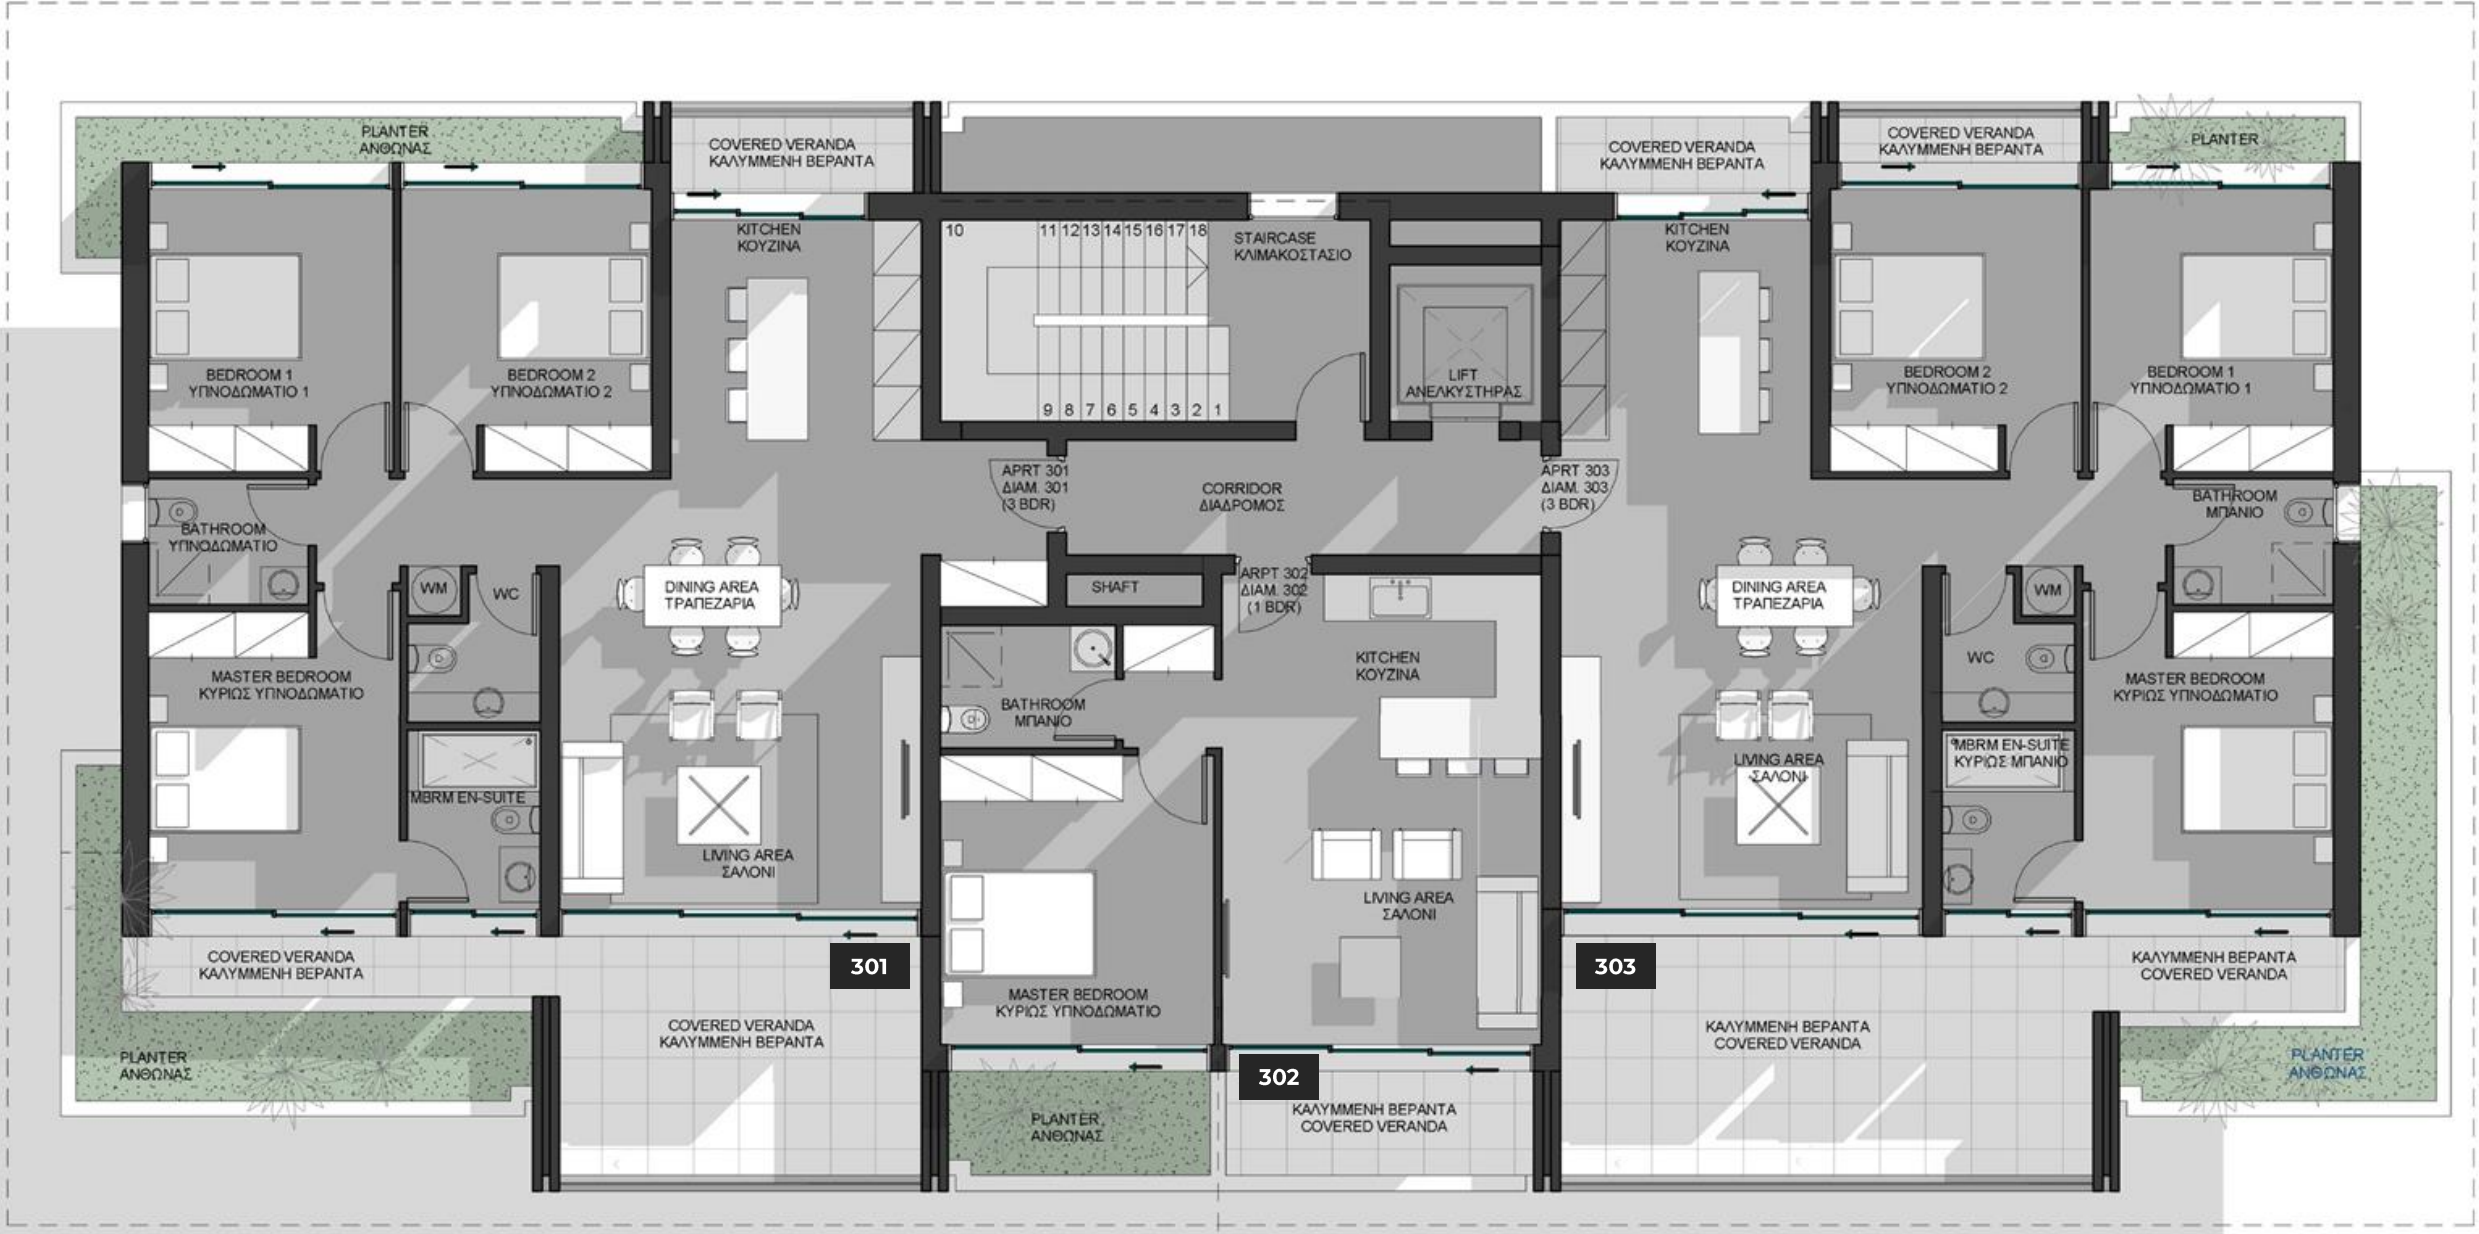 PLANTER
ΑΝΘΩΝΑΣ
COVERED VERANDA
ΚΑΛΥΜΜΕΝΗ ΒΕΡΑΝΤΑ
COVERED VERANDA
ΚΑΛΥΜΜΕΝΗ ΒΕΡΑΝΤΑ
COVERED VERANDA
ΚΑΛΥΜΜΕΝΗ ΒΕΡΑΝΤΑ
PLANTER
KITCHEN
ΚΟΥΖΙΝΑ
10
11 12 13 14 15 16 17 18
STAIRCASE
ΚΛΙΜΑΚΟΣΤΑΣΙΟ
KITCHEN
ΚΟΥΖΙΝΑ
BEDROOM 1
ΥΠΝΟΔΩΜΑΤΙΟ 1
BEDROOM 2
ΥΠΝΟΔΩΜΑΤΙΟ 2
9 8 7 6 5 4 3 2 1
LIFT
ΑΝΕΛΚΥΣΤΗΡΑΣ
BEDROOM 2
ΥΠΝΟΔΩΜΑΤΙΟ 2
BEDROOM 1
ΥΠΝΟΔΩΜΑΤΙΟ 1
APRT 301
ΔΙΑΜ. 301
(3 BDR)
CORRIDOR
ΔΙΑΔΡΟΜΟΣ
APRT 303
ΔΙΑΜ. 303
(3 BDR)
BATHROOM
ΥΠΝΟΔΩΜΑΤΙΟ
BATHROOM
ΜΠΑΝΙΟ
WM
WC
DINING AREA
ΤΡΑΠΕΖΑΡΙΑ
SHAFT
ARPT 302
ΔΙΑΜ. 302
(1 BDR)
DINING AREA
ΤΡΑΠΕΖΑΡΙΑ
WM
WC
MASTER BEDROOM
ΚΥΡΙΩΣ ΥΠΝΟΔΩΜΑΤΙΟ
BATHROOM
ΜΠΑΝΙΟ
KITCHEN
ΚΟΥΖΙΝΑ
MASTER BEDROOM
ΚΥΡΙΩΣ ΥΠΝΟΔΩΜΑΤΙΟ
MBRM EN-SUITE
LIVING AREA
ΣΑΛΟΝΙ
LIVING AREA
ΣΑΛΟΝΙ
MBRM EN-SUITE
ΚΥΡΙΩΣ ΜΠΑΝΙΟ
LIVING AREA
ΣΑΛΟΝΙ
COVERED VERANDA
ΚΑΛΥΜΜΕΝΗ ΒΕΡΑΝΤΑ
301
303
ΚΑΛΥΜΜΕΝΗ ΒΕΡΑΝΤΑ
COVERED VERANDA
MASTER BEDROOM
ΚΥΡΙΩΣ ΥΠΝΟΔΩΜΑΤΙΟ
COVERED VERANDA
ΚΑΛΥΜΜΕΝΗ ΒΕΡΑΝΤΑ
ΚΑΛΥΜΜΕΝΗ ΒΕΡΑΝΤΑ
COVERED VERANDA
PLANTER
ΑΝΘΩΝΑΣ
302
PLANTER
ΑΝΘΩΝΑΣ
PLANTER
ΑΝΘΩΝΑΣ
ΚΑΛΥΜΜΕΝΗ ΒΕΡΑΝΤΑ
COVERED VERANDA